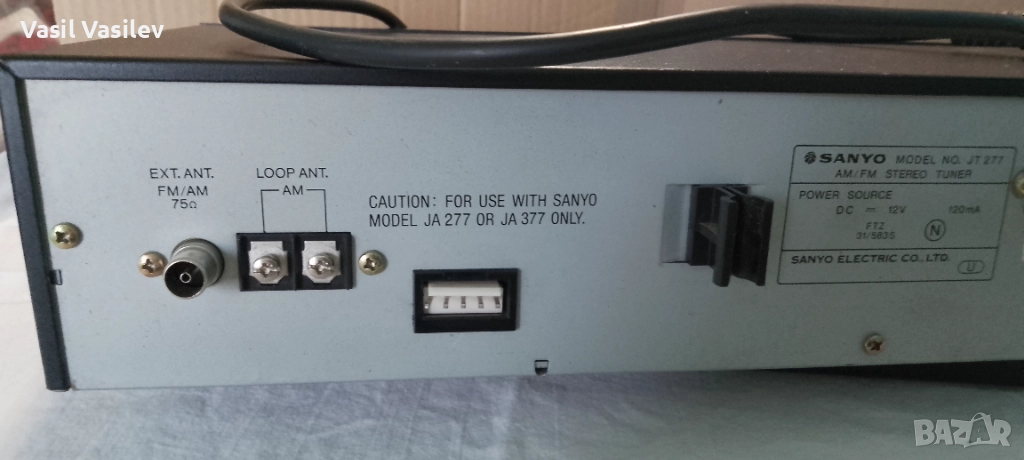 Vasil Vasilev
EXT. ANT.
FM/AM
75Ω
LOOP ANT.
AM
CAUTION: FOR USE WITH SANYO
MODEL JA 277 OR JA 377 ONLY.
SANYO MODEL NO. JT 277
AM/FM STEREO TUNER
POWER SOURCE
DC ⎓ 12V 120mA
FTZ
N
SANYO ELECTRIC CO., LTD.
U
BAZAR